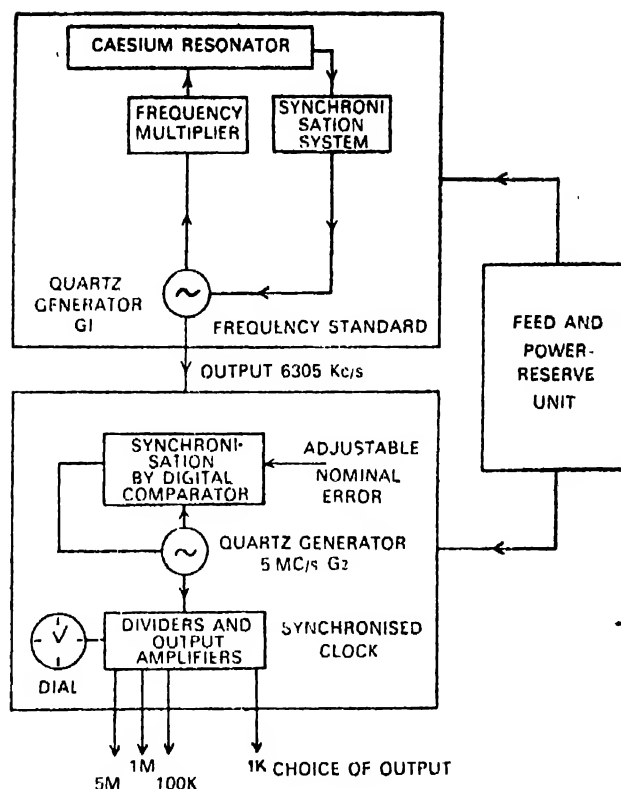 CAESIUM RESONATOR
FREQUENCY
MULTIPLIER
SYNCHRONI
SATION
SYSTEM
QUARTZ
GENERATOR
G1
FREQUENCY STANDARD
FEED AND
POWER-
RESERVE
UNIT
OUTPUT 6305 Kc/s
SYNCHRONI-
SATION
BY DIGITAL
COMPARATOR
ADJUSTABLE
NOMINAL
ERROR
QUARTZ GENERATOR
5 MC/s G2
DIVIDERS AND
OUTPUT
AMPLIFIERS
SYNCHRONISED
CLOCK
DIAL
5M
1M
100K
1K
CHOICE OF OUTPUT